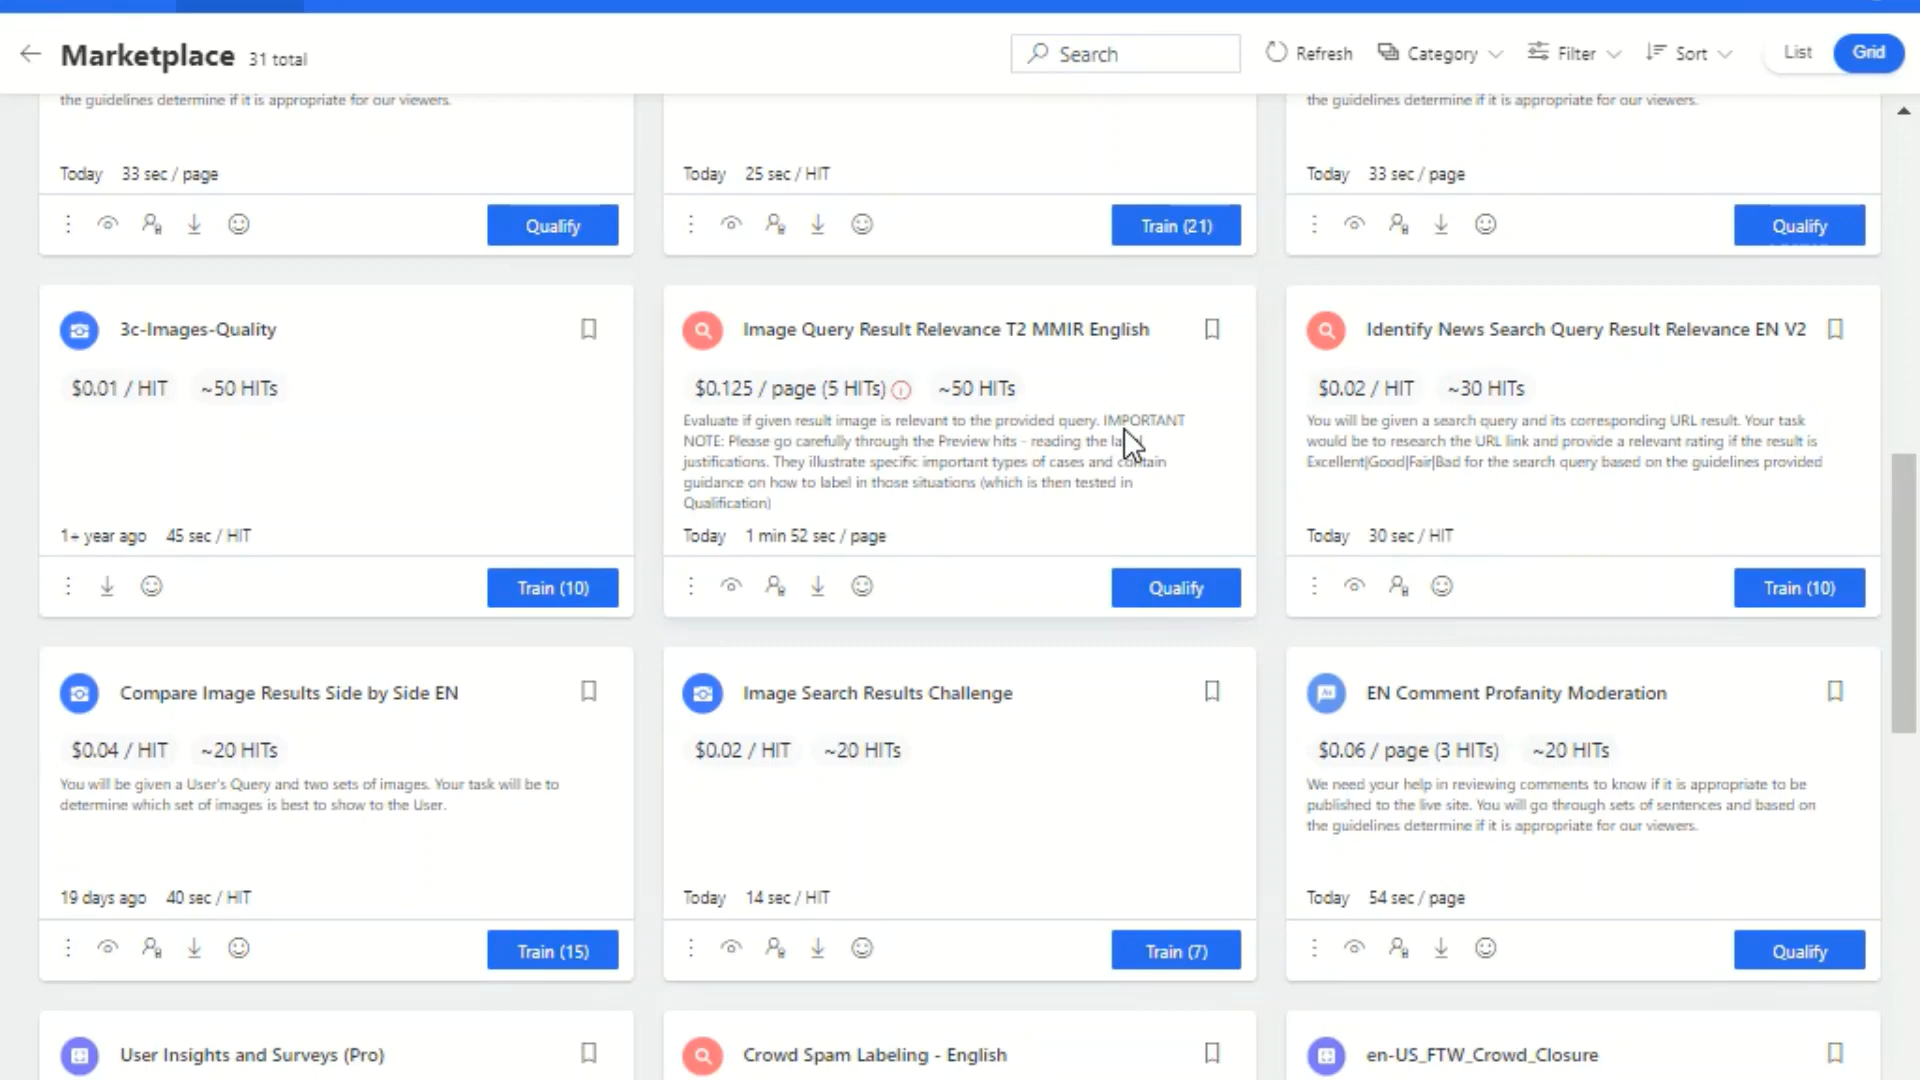 Marketplace 31 total
Search
Refresh
Category
Filter
Sort
List
Grid
the guidelines determine if it is appropriate for our viewers.
Today 33 sec / page
Qualify
Today 25 sec / HIT
Train (21)
the guidelines determine if it is appropriate for our viewers.
Today 33 sec / page
Qualify
3c-Images-Quality
$0.01 / HIT ~50 HITs
1+ year ago 45 sec / HIT
Train (10)
Image Query Result Relevance T2 MMIR English
$0.125 / page (5 HITs) ~50 HITs
Evaluate if given result image is relevant to the provided query. IMPORTANT
NOTE: Please go carefully through the Preview hits - reading the
justifications. They illustrate specific important types of cases and contain
guidance on how to label in those situations (which is then tested in
Qualification)
Today 1 min 52 sec / page
Qualify
Identify News Search Query Result Relevance EN V2
$0.02 / HIT ~30 HITs
You will be given a search query and its corresponding URL result. Your task
would be to research the URL link and provide a relevant rating if the result is
Excellent|Good|Fair|Bad for the search query based on the guidelines provided
Today 30 sec / HIT
Train (10)
Compare Image Results Side by Side EN
$0.04 / HIT ~20 HITs
You will be given a User's Query and two sets of images. Your task will be to
determine which set of images is best to show to the User.
19 days ago 40 sec / HIT
Train (15)
Image Search Results Challenge
$0.02 / HIT ~20 HITs
Today 14 sec / HIT
Train (7)
EN Comment Profanity Moderation
$0.06 / page (3 HITs) ~20 HITs
We need your help in reviewing comments to know if it is appropriate to be
published to the live site. You will go through sets of sentences and based on
the guidelines determine if it is appropriate for our viewers.
Today 54 sec / page
Qualify
User Insights and Surveys (Pro)
Crowd Spam Labeling - English
en-US_FTW_Crowd_Closure